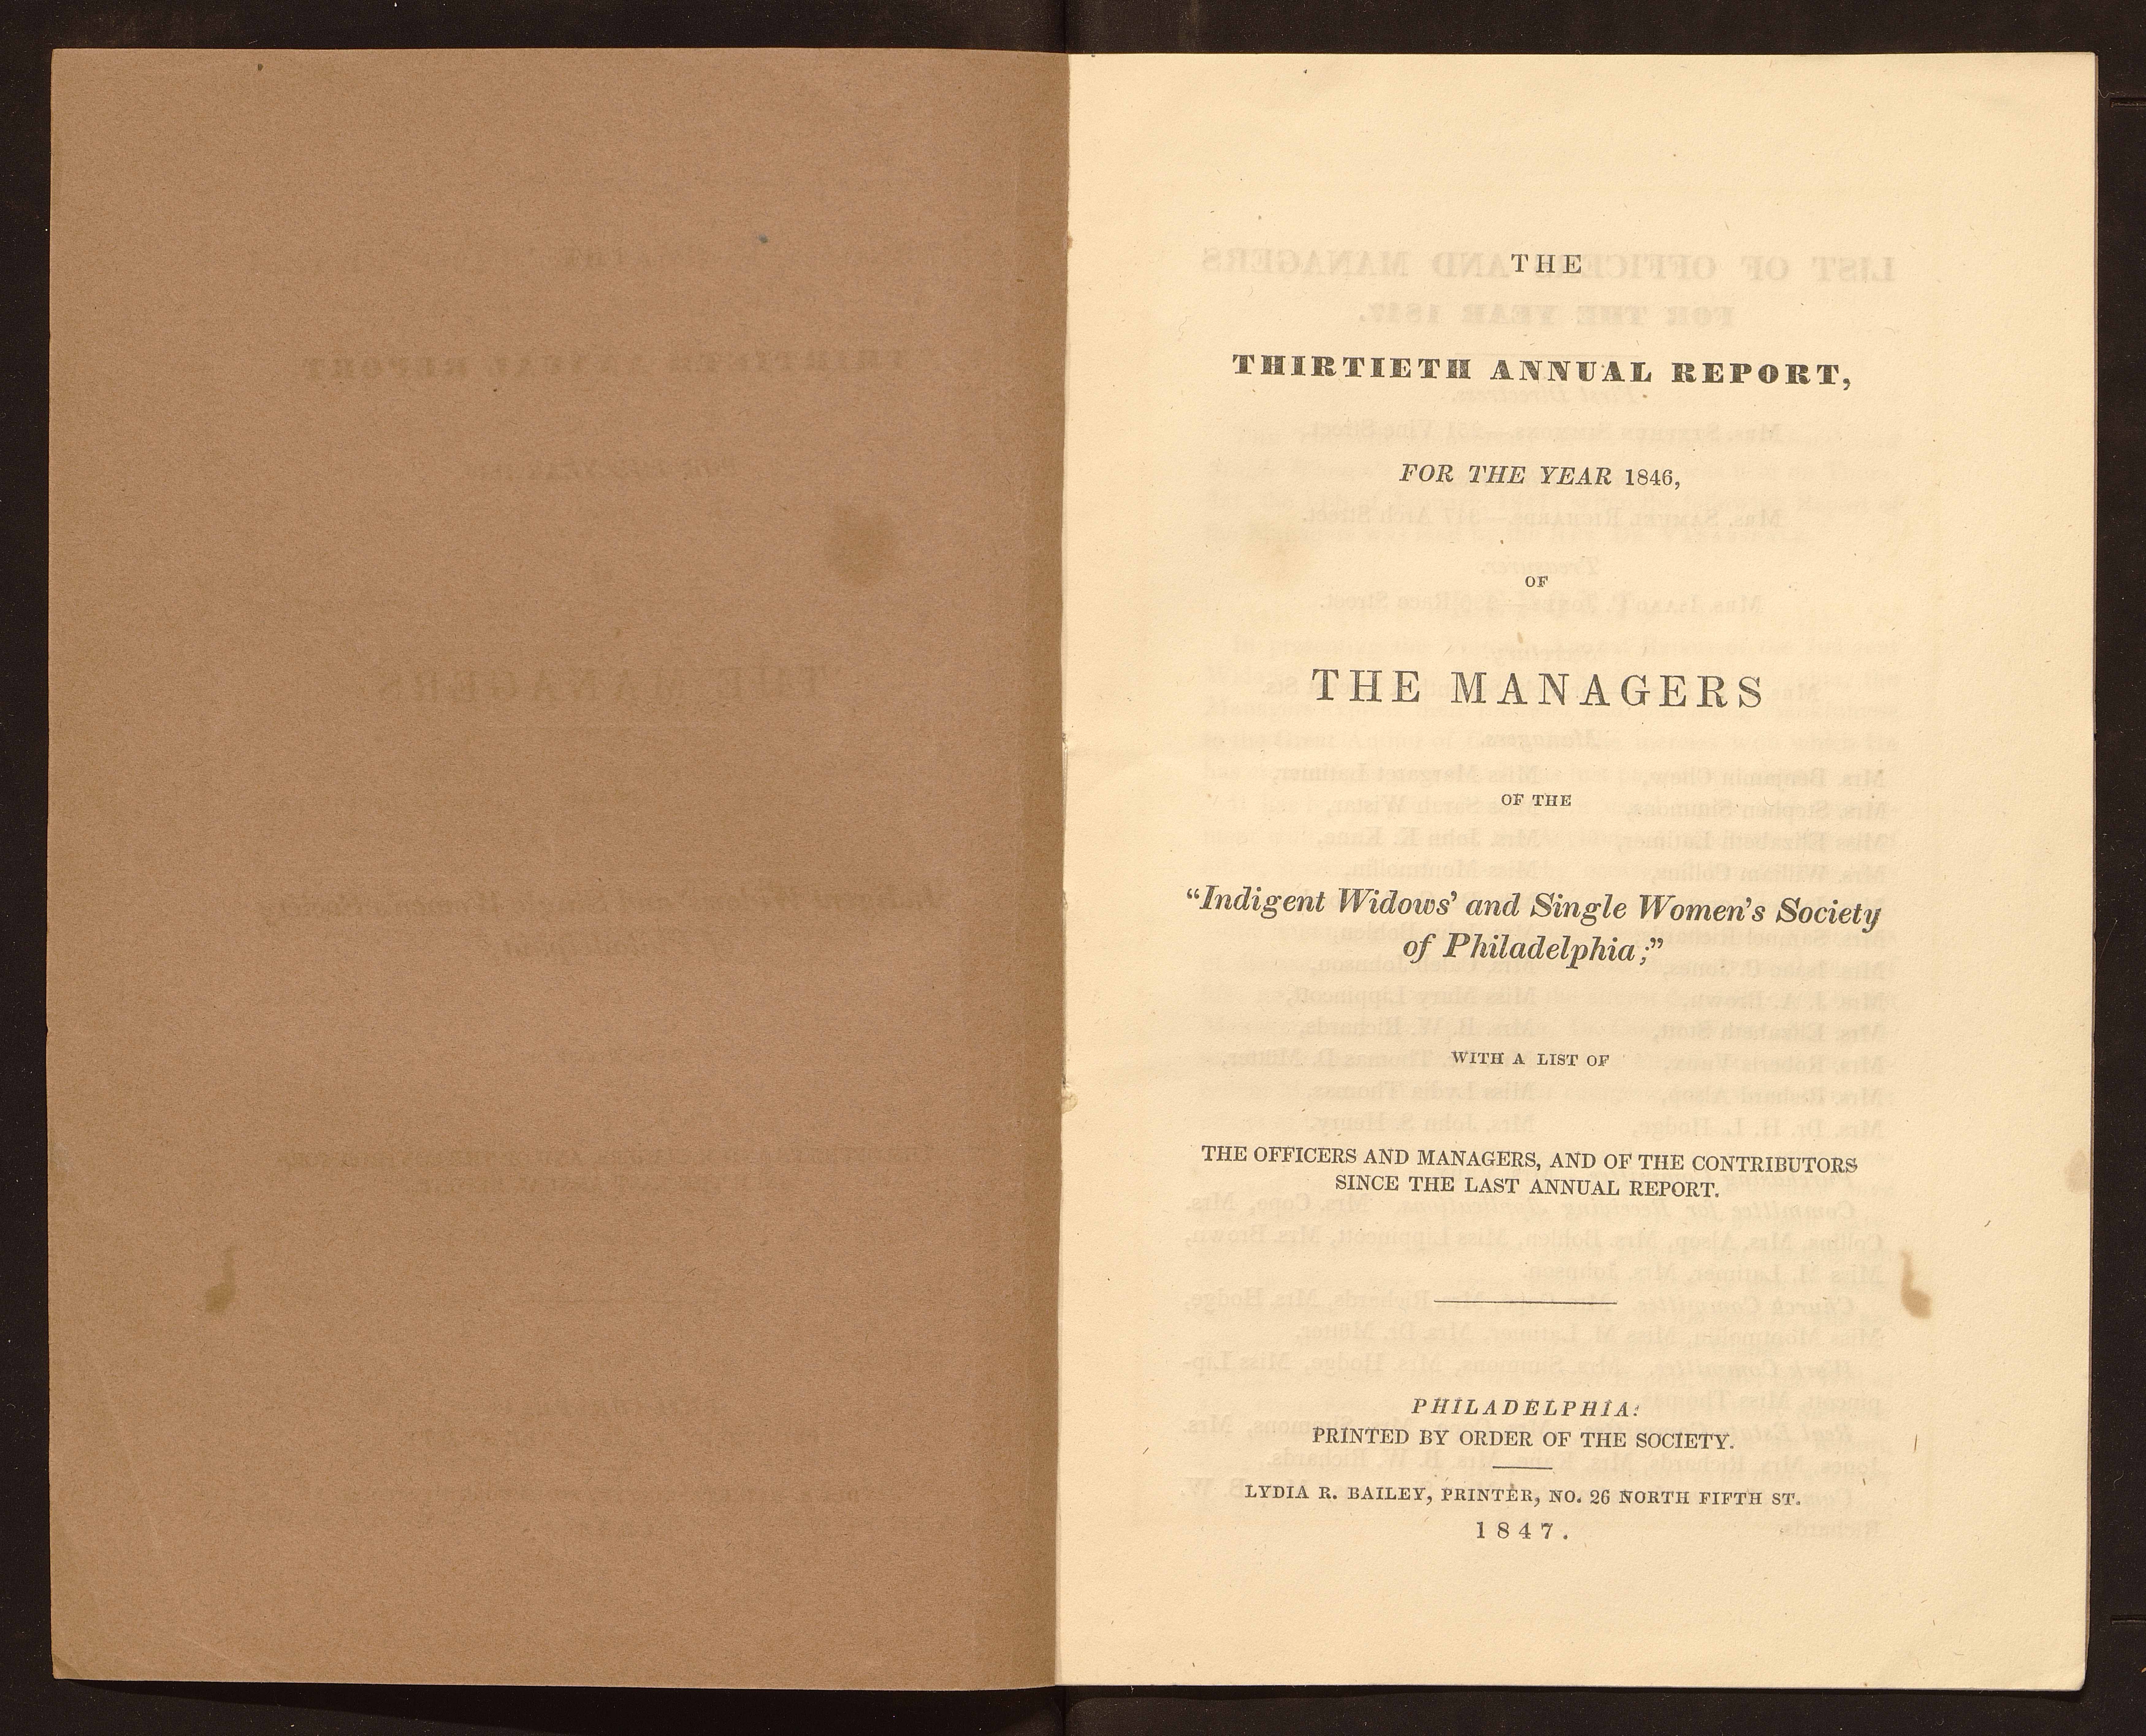 THE
THIRTIETH ANNUAL REPORT,
FOR THE YEAR 1846,
OF
THE MANAGERS
OF THE
“Indigent Widows’ and Single Women’s Society
of Philadelphia;”
WITH A LIST OF
THE OFFICERS AND MANAGERS, AND OF THE CONTRIBUTORS
SINCE THE LAST ANNUAL REPORT.
PHILADELPHIA:
PRINTED BY ORDER OF THE SOCIETY.
LYDIA R. BAILEY, PRINTER, NO. 26 NORTH FIFTH ST.
1847.